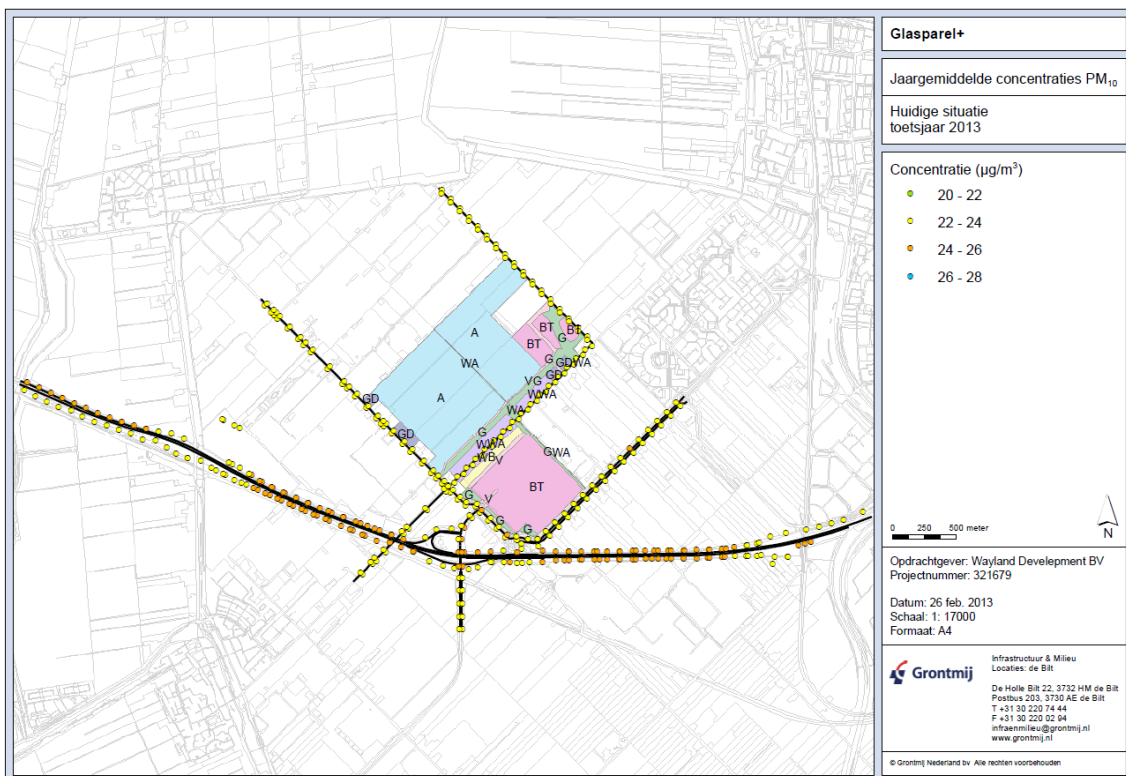 Glasparel+
Jaargemiddelde concentraties PM10
Huidige situatie
toetsjaar 2013
Concentratie (µg/m³)
20 - 22
22 - 24
24 - 26
26 - 28
A
BT
BT
BT
G
WA
G
GDWA
GD
VG
A
WWA
GD
WA
G
GD
WWA
WB
V
GWA
BT
G
V
G
G
0 250 500 meter
N
Opdrachtgever: Wayland Develepment BV
Projectnummer: 321679
Datum: 26 feb. 2013
Schaal: 1: 17000
Formaat: A4
Grontmij
Infrastructuur & Milieu
Locaties: de Bilt
De Holle Bilt 22, 3732 HM de Bilt
Postbus 203, 3730 AE de Bilt
T +31 30 220 74 44
F +31 30 220 02 94
infraenmilieu@grontmij.nl
www.grontmij.nl
© Grontmij Nederland bv Alle rechten voorbehouden